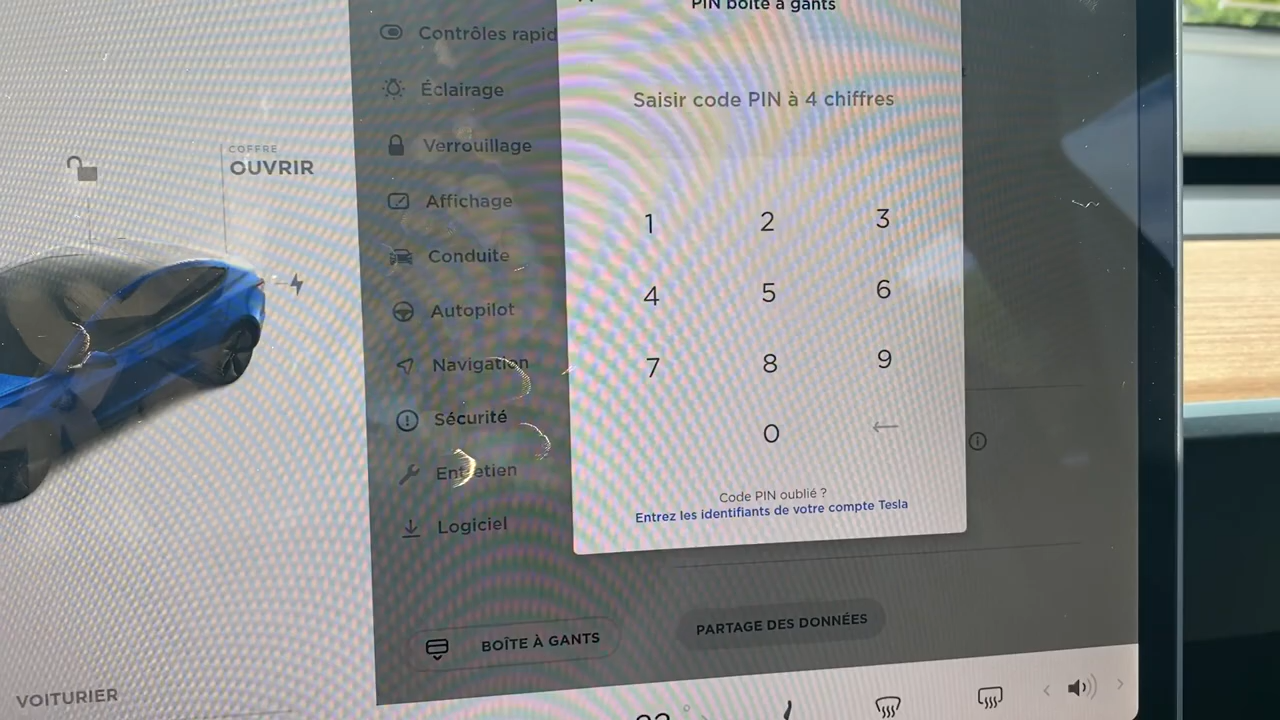 PIN boîte à gants
Contrôles rapid
Saisir code PIN à 4 chiffres
Éclairage
Verrouillage
COFFRE
OUVRIR
Affichage
1 2 3
Conduite
4 5 6
Autopilot
7 8 9
Navigation
Sécurité
0 ←
Entretien
Code PIN oublié ?
Entrez les identifiants de votre compte Tesla
Logiciel
BOÎTE À GANTS
PARTAGE DES DONNÉES
VOITURIER